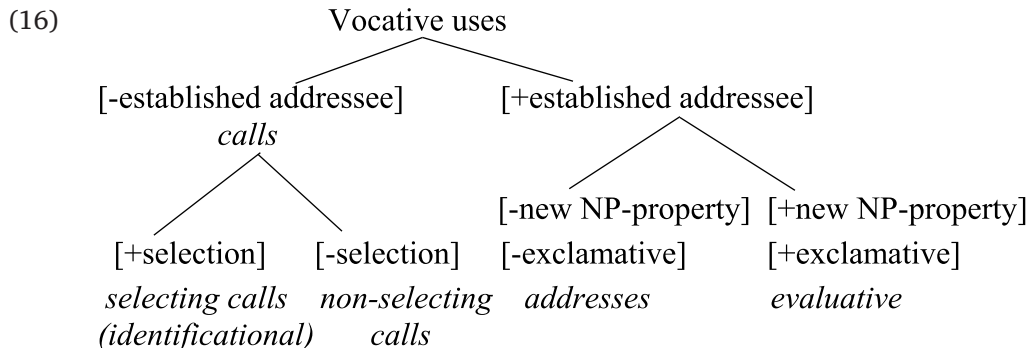 (16) Vocative uses
[-established addressee] [+established addressee]
calls
[-new NP-property] [+new NP-property]
[+selection] [-selection] [-exclamative] [+exclamative]
selecting calls non-selecting addresses evaluative
(identificational) calls